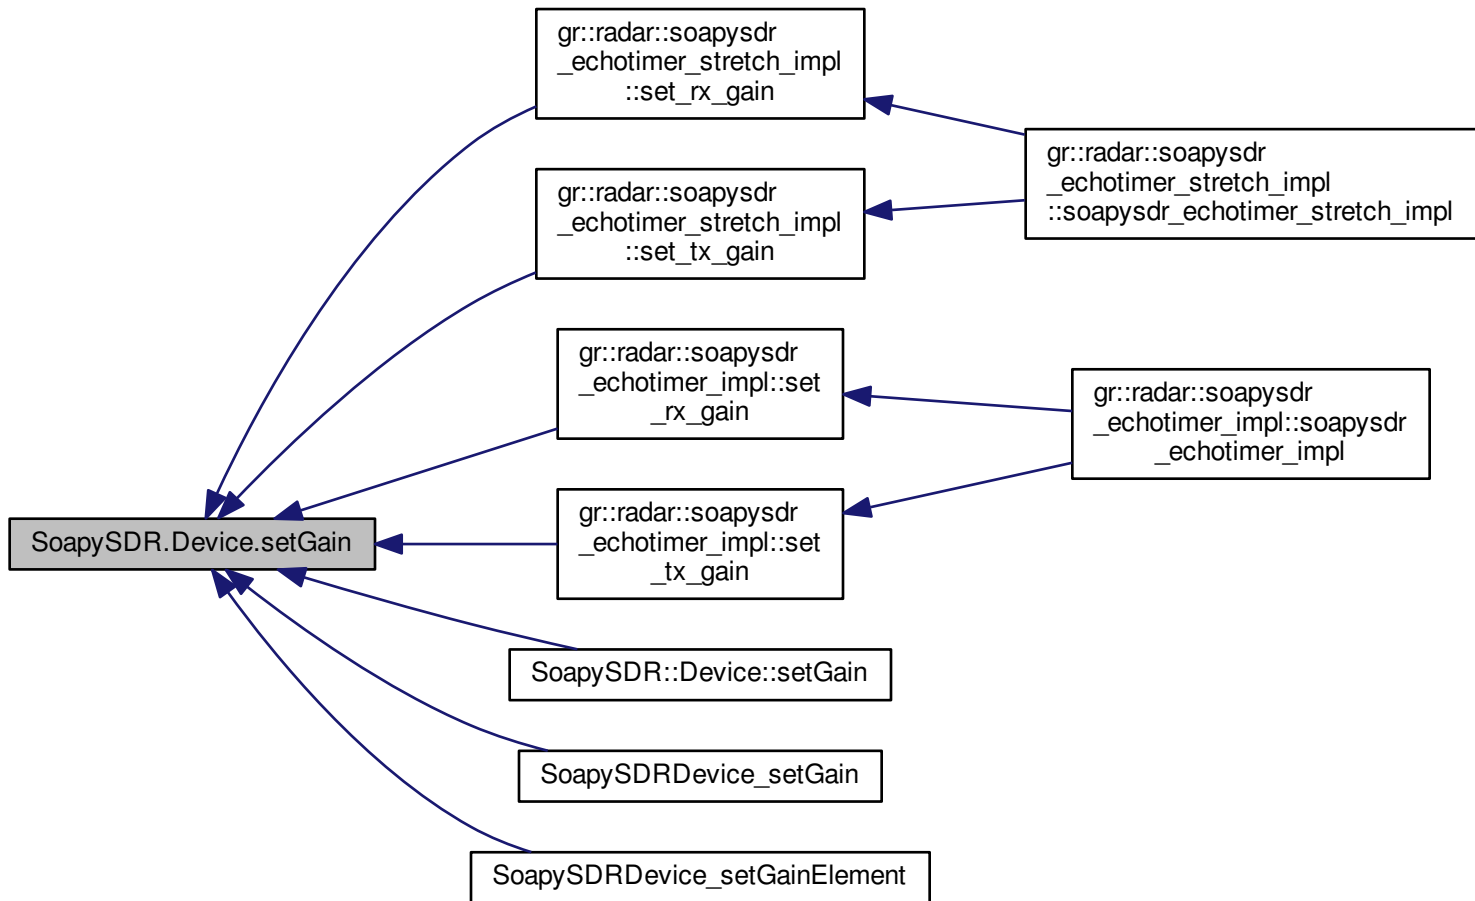 gr::radar::soapysdr
_echotimer_stretch_impl
::set_rx_gain
gr::radar::soapysdr
_echotimer_stretch_impl
::soapysdr_echotimer_stretch_impl
gr::radar::soapysdr
_echotimer_stretch_impl
::set_tx_gain
gr::radar::soapysdr
_echotimer_impl::set
_rx_gain
gr::radar::soapysdr
_echotimer_impl::soapysdr
_echotimer_impl
gr::radar::soapysdr
_echotimer_impl::set
_tx_gain
SoapySDR.Device.setGain
SoapySDR::Device::setGain
SoapySDRDevice_setGain
SoapySDRDevice_setGainElement